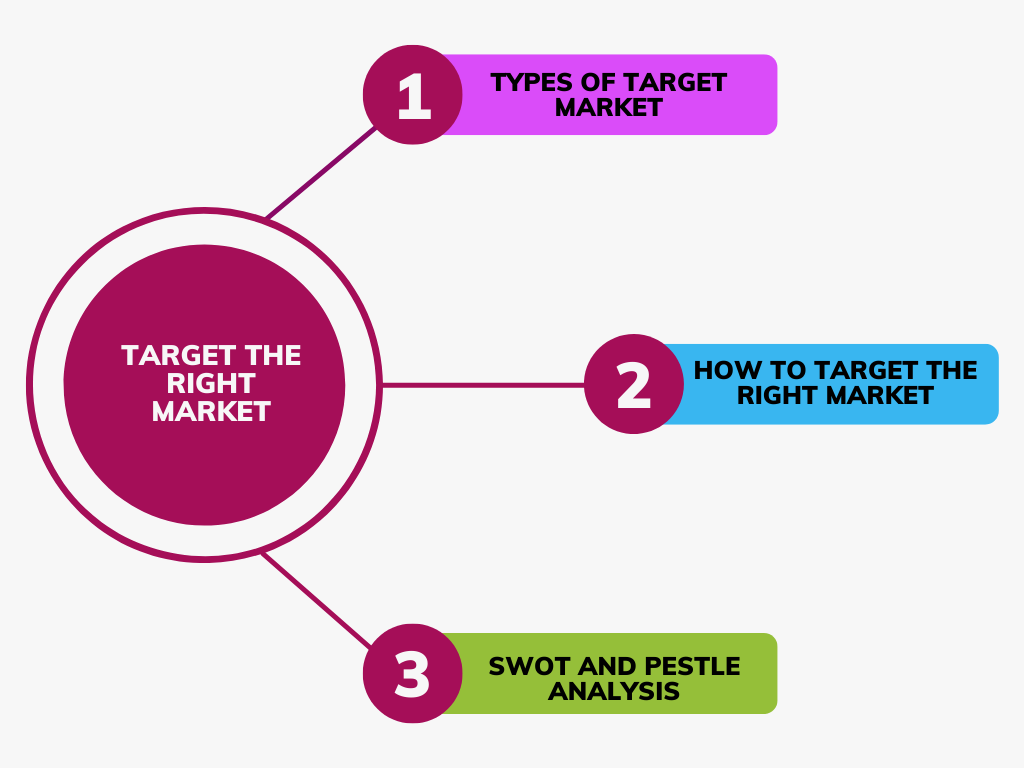 1
TYPES OF TARGET
MARKET
TARGET THE
RIGHT
MARKET
2
HOW TO TARGET THE
RIGHT MARKET
3
SWOT AND PESTLE
ANALYSIS